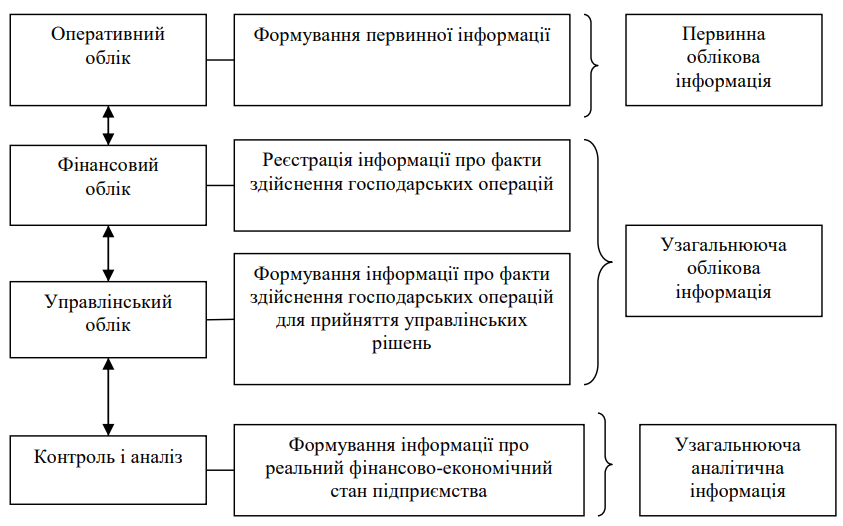 Оперативний
облік
Формування первинної інформації
Первинна
облікова
інформація
Фінансовий
облік
Реєстрація інформації про факти
здійснення господарських операцій
Управлінський
облік
Формування інформації про факти
здійснення господарських операцій
для прийняття управлінських
рішень
Узагальнююча
облікова
інформація
Контроль і аналіз
Формування інформації про
реальний фінансово-економічний
стан підприємства
Узагальнююча
аналітична
інформація